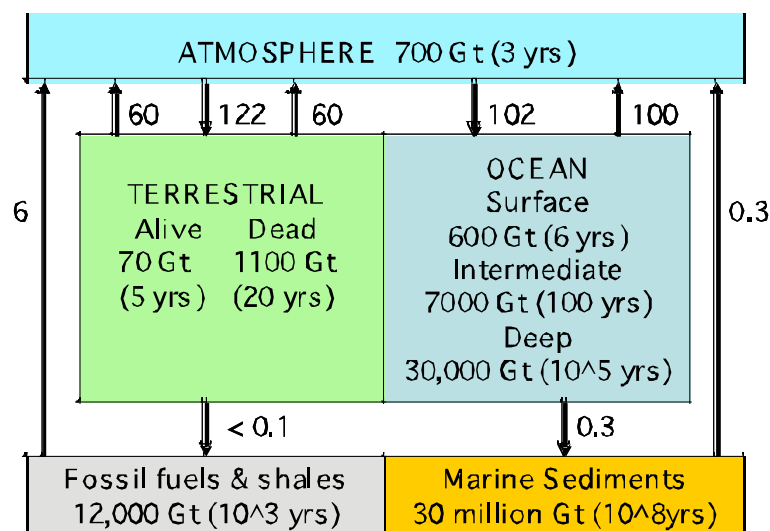 ATMOSPHERE 700 Gt (3 yrs)
60 122 60 102 100
6
0.3
TERRESTRIAL
Alive Dead
70 Gt 1100 Gt
(5 yrs) (20 yrs)
OCEAN
Surface
600 Gt (6 yrs)
Intermediate
7000 Gt (100 yrs)
Deep
30,000 Gt (10^5 yrs)
< 0.1
0.3
Fossil fuels & shales
12,000 Gt (10^3 yrs)
Marine Sediments
30 million Gt (10^8yrs)